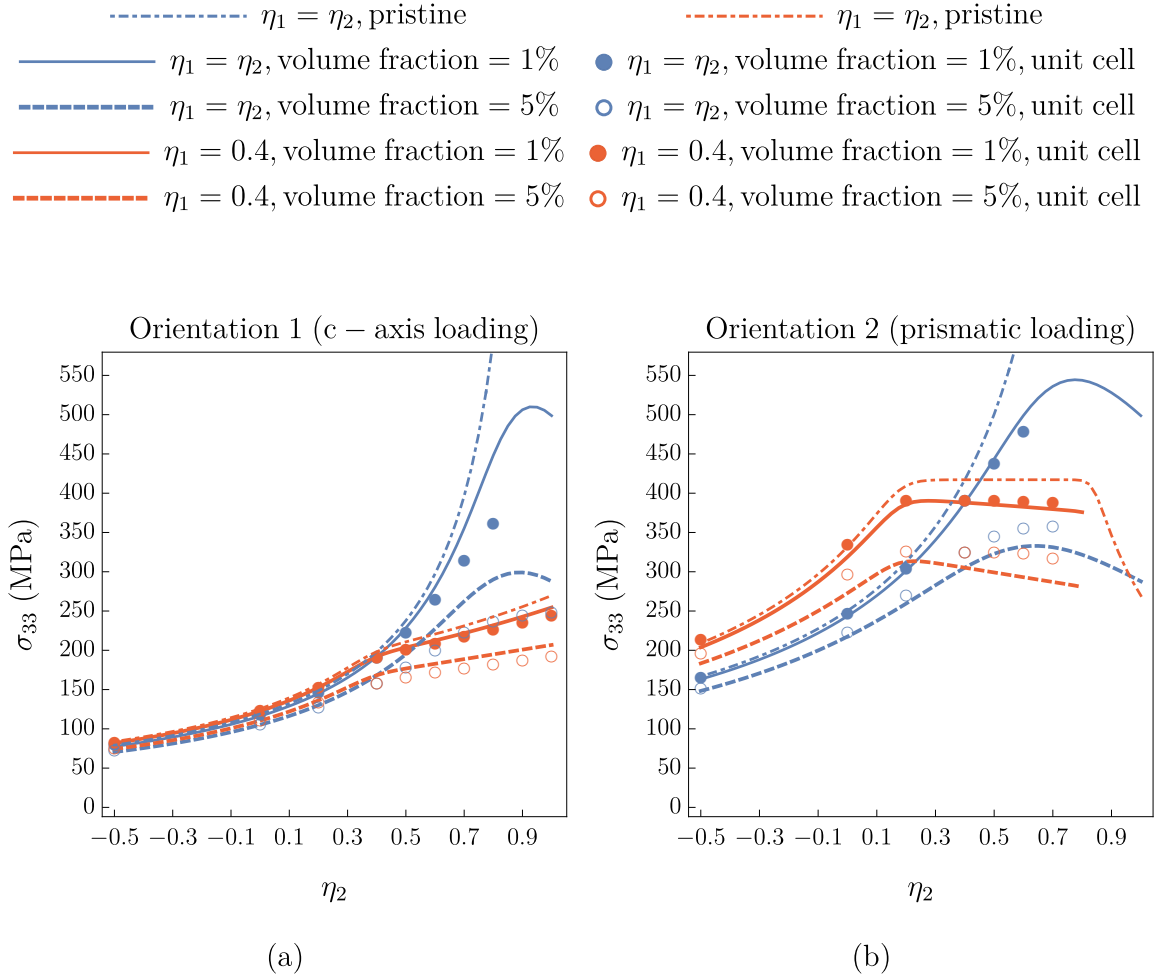 η₁ = η₂, pristine
η₁ = η₂, volume fraction = 1%
η₁ = η₂, volume fraction = 5%
η₁ = 0.4, volume fraction = 1%
η₁ = 0.4, volume fraction = 5%
η₁ = η₂, pristine
η₁ = η₂, volume fraction = 1%, unit cell
η₁ = η₂, volume fraction = 5%, unit cell
η₁ = 0.4, volume fraction = 1%, unit cell
η₁ = 0.4, volume fraction = 5%, unit cell
Orientation 1 (c − axis loading)
550
500
450
400
350
300
250
200
150
100
50
0
σ₃₃ (MPa)
−0.5 −0.3 −0.1 0.1 0.3 0.5 0.7 0.9
η₂
(a)
Orientation 2 (prismatic loading)
550
500
450
400
350
300
250
200
150
100
50
0
σ₃₃ (MPa)
−0.5 −0.3 −0.1 0.1 0.3 0.5 0.7 0.9
η₂
(b)